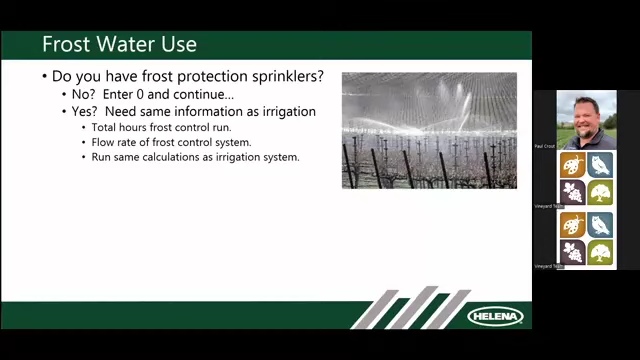 Frost Water Use
• Do you have frost protection sprinklers?
• No? Enter 0 and continue...
• Yes? Need same information as irrigation
• Total hours frost control run.
• Flow rate of frost control system.
• Run same calculations as irrigation system.
HELENA
Paul Crout
Vineyard Team
Vineyard Team